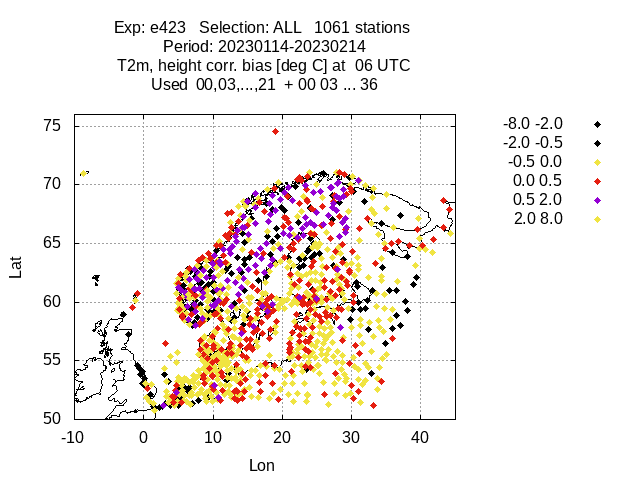 Exp: e423 Selection: ALL 1061 stations
Period: 20230114-20230214
T2m, height corr. bias [deg C] at 06 UTC
Used 00,03,...,21 + 00 03 ... 36
-8.0 -2.0
-2.0 -0.5
-0.5 0.0
0.0 0.5
0.5 2.0
2.0 8.0
75
70
65
60
55
50
Lat
-10 0 10 20 30 40
Lon